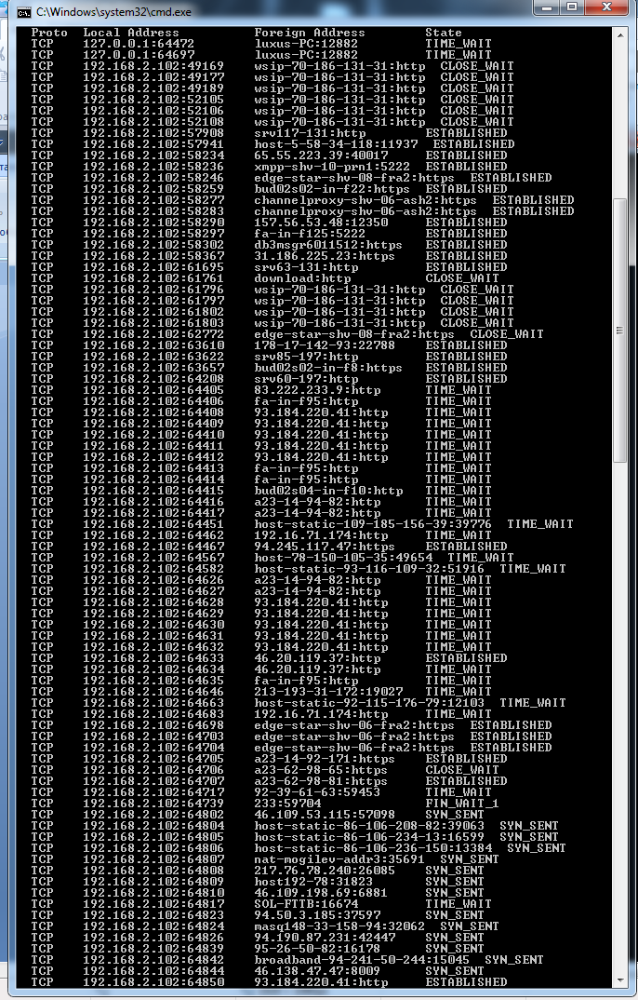 C:\Windows\system32\cmd.exe
Proto  Local Address          Foreign Address        State
TCP    127.0.0.1:64472        luxus-PC:12882         TIME_WAIT
TCP    127.0.0.1:64697        luxus-PC:12882         TIME_WAIT
TCP    192.168.2.102:49169    wsip-70-186-131-31:http  CLOSE_WAIT
TCP    192.168.2.102:49177    wsip-70-186-131-31:http  CLOSE_WAIT
TCP    192.168.2.102:49189    wsip-70-186-131-31:http  CLOSE_WAIT
TCP    192.168.2.102:52105    wsip-70-186-131-31:http  CLOSE_WAIT
TCP    192.168.2.102:52106    wsip-70-186-131-31:http  CLOSE_WAIT
TCP    192.168.2.102:52108    wsip-70-186-131-31:http  CLOSE_WAIT
TCP    192.168.2.102:57908    srv117-131:http        ESTABLISHED
TCP    192.168.2.102:57941    host-5-58-34-118:11937  ESTABLISHED
TCP    192.168.2.102:58234    65.55.223.39:40017     ESTABLISHED
TCP    192.168.2.102:58236    xmpp-shv-10-prn1:5222  ESTABLISHED
TCP    192.168.2.102:58246    edge-star-shv-08-fra2:https  ESTABLISHED
TCP    192.168.2.102:58259    bud02s02-in-f22:https  ESTABLISHED
TCP    192.168.2.102:58277    channelproxy-shv-06-ash2:https  ESTABLISHED
TCP    192.168.2.102:58283    channelproxy-shv-06-ash2:https  ESTABLISHED
TCP    192.168.2.102:58290    157.56.53.48:12350     ESTABLISHED
TCP    192.168.2.102:58297    fa-in-f125:5222        ESTABLISHED
TCP    192.168.2.102:58302    db3msgr6011512:https   ESTABLISHED
TCP    192.168.2.102:58367    31.186.225.23:https    ESTABLISHED
TCP    192.168.2.102:61695    srv63-131:http         ESTABLISHED
TCP    192.168.2.102:61761    download:http          CLOSE_WAIT
TCP    192.168.2.102:61796    wsip-70-186-131-31:http  CLOSE_WAIT
TCP    192.168.2.102:61797    wsip-70-186-131-31:http  CLOSE_WAIT
TCP    192.168.2.102:61802    wsip-70-186-131-31:http  CLOSE_WAIT
TCP    192.168.2.102:61803    wsip-70-186-131-31:http  CLOSE_WAIT
TCP    192.168.2.102:62772    edge-star-shv-08-fra2:https  CLOSE_WAIT
TCP    192.168.2.102:63610    178-17-142-93:22788    ESTABLISHED
TCP    192.168.2.102:63622    srv85-197:http         ESTABLISHED
TCP    192.168.2.102:63657    bud02s02-in-f8:https   ESTABLISHED
TCP    192.168.2.102:64208    srv60-197:http         ESTABLISHED
TCP    192.168.2.102:64405    83.222.233.9:http      TIME_WAIT
TCP    192.168.2.102:64406    fa-in-f95:http         TIME_WAIT
TCP    192.168.2.102:64408    93.184.220.41:http     TIME_WAIT
TCP    192.168.2.102:64409    93.184.220.41:http     TIME_WAIT
TCP    192.168.2.102:64410    93.184.220.41:http     TIME_WAIT
TCP    192.168.2.102:64411    93.184.220.41:http     TIME_WAIT
TCP    192.168.2.102:64412    93.184.220.41:http     TIME_WAIT
TCP    192.168.2.102:64413    fa-in-f95:http         TIME_WAIT
TCP    192.168.2.102:64414    fa-in-f95:http         TIME_WAIT
TCP    192.168.2.102:64415    bud02s04-in-f10:http   TIME_WAIT
TCP    192.168.2.102:64416    a23-14-94-82:http      TIME_WAIT
TCP    192.168.2.102:64417    a23-14-94-82:http      TIME_WAIT
TCP    192.168.2.102:64451    host-static-109-185-156-39:39776  TIME_WAIT
TCP    192.168.2.102:64462    192.16.71.174:http     TIME_WAIT
TCP    192.168.2.102:64467    94.245.117.47:https    ESTABLISHED
TCP    192.168.2.102:64567    host-78-150-105-35:49654  TIME_WAIT
TCP    192.168.2.102:64582    host-static-93-116-109-32:51916  TIME_WAIT
TCP    192.168.2.102:64626    a23-14-94-82:http      TIME_WAIT
TCP    192.168.2.102:64627    a23-14-94-82:http      TIME_WAIT
TCP    192.168.2.102:64628    93.184.220.41:http     TIME_WAIT
TCP    192.168.2.102:64629    93.184.220.41:http     TIME_WAIT
TCP    192.168.2.102:64630    93.184.220.41:http     TIME_WAIT
TCP    192.168.2.102:64631    93.184.220.41:http     TIME_WAIT
TCP    192.168.2.102:64632    93.184.220.41:http     TIME_WAIT
TCP    192.168.2.102:64633    46.20.119.37:http      ESTABLISHED
TCP    192.168.2.102:64634    46.20.119.37:http      TIME_WAIT
TCP    192.168.2.102:64635    fa-in-f95:http         TIME_WAIT
TCP    192.168.2.102:64646    213-193-31-172:19027   TIME_WAIT
TCP    192.168.2.102:64663    host-static-92-115-176-79:12103  TIME_WAIT
TCP    192.168.2.102:64683    192.16.71.174:http     TIME_WAIT
TCP    192.168.2.102:64698    edge-star-shv-06-fra2:https  ESTABLISHED
TCP    192.168.2.102:64703    edge-star-shv-06-fra2:https  ESTABLISHED
TCP    192.168.2.102:64704    edge-star-shv-06-fra2:https  ESTABLISHED
TCP    192.168.2.102:64705    a23-14-92-171:https    ESTABLISHED
TCP    192.168.2.102:64706    a23-62-98-65:https     CLOSE_WAIT
TCP    192.168.2.102:64707    a23-62-98-81:https     ESTABLISHED
TCP    192.168.2.102:64717    92-39-61-63:59453      TIME_WAIT
TCP    192.168.2.102:64739    233:59704              FIN_WAIT_1
TCP    192.168.2.102:64802    46.109.53.115:57098    SYN_SENT
TCP    192.168.2.102:64804    host-static-86-106-208-82:39063  SYN_SENT
TCP    192.168.2.102:64805    host-static-86-106-234-13:16599  SYN_SENT
TCP    192.168.2.102:64806    host-static-86-106-236-150:13384  SYN_SENT
TCP    192.168.2.102:64807    nat-mogilev-addr3:35691  SYN_SENT
TCP    192.168.2.102:64808    217.76.78.240:26085    SYN_SENT
TCP    192.168.2.102:64809    host192-78:31823       SYN_SENT
TCP    192.168.2.102:64810    46.109.198.69:6881     SYN_SENT
TCP    192.168.2.102:64817    SOL-FTTB:16674         TIME_WAIT
TCP    192.168.2.102:64823    94.50.3.185:37597      SYN_SENT
TCP    192.168.2.102:64824    masq148-33-158-94:32062  SYN_SENT
TCP    192.168.2.102:64826    94.190.87.231:42447    SYN_SENT
TCP    192.168.2.102:64839    95-26-50-82:16178      SYN_SENT
TCP    192.168.2.102:64842    broadband-94-241-50-244:15045  SYN_SENT
TCP    192.168.2.102:64844    46.138.47.47:8009      SYN_SENT
TCP    192.168.2.102:64850    93.184.220.41:http     ESTABLISHED